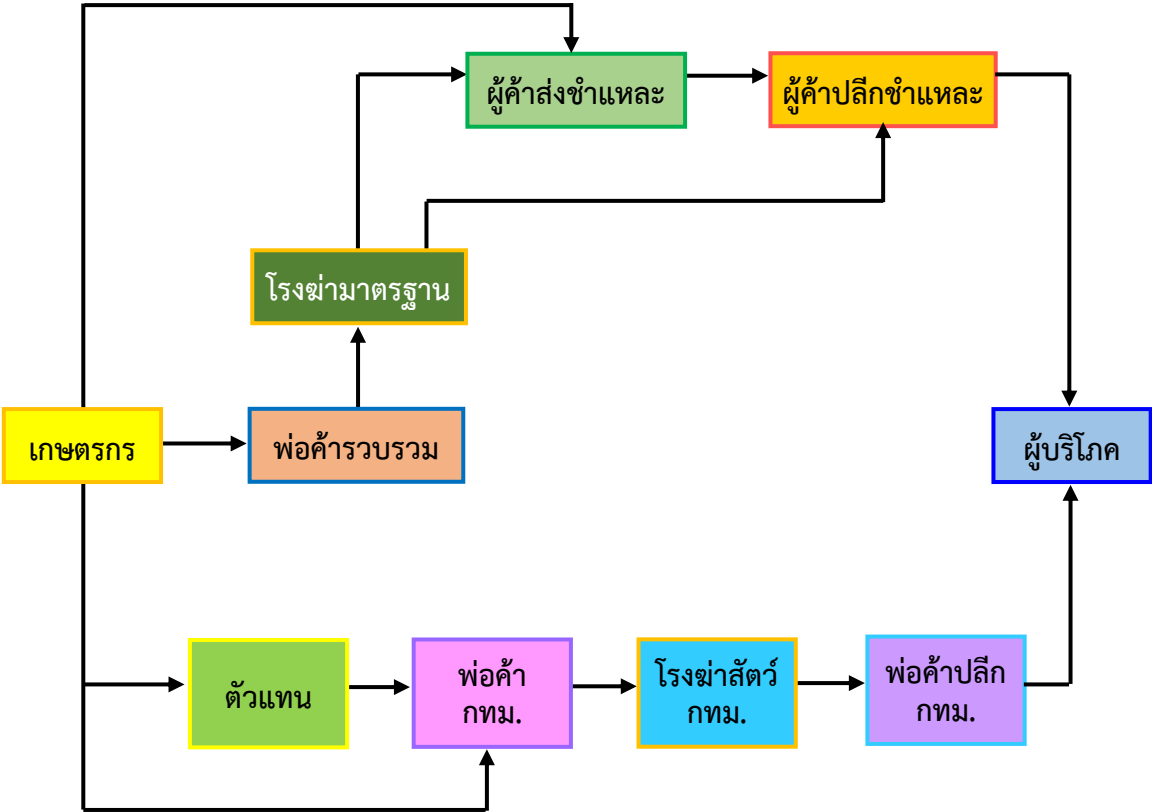 ผู้ค้าส่งชำแหละ
ผู้ค้าปลีกชำแหละ
โรงฆ่ามาตรฐาน
เกษตรกร
พ่อค้ารวบรวม
ผู้บริโภค
ตัวแทน
พ่อค้า
กทม.
โรงฆ่าสัตว์
กทม.
พ่อค้าปลีก
กทม.